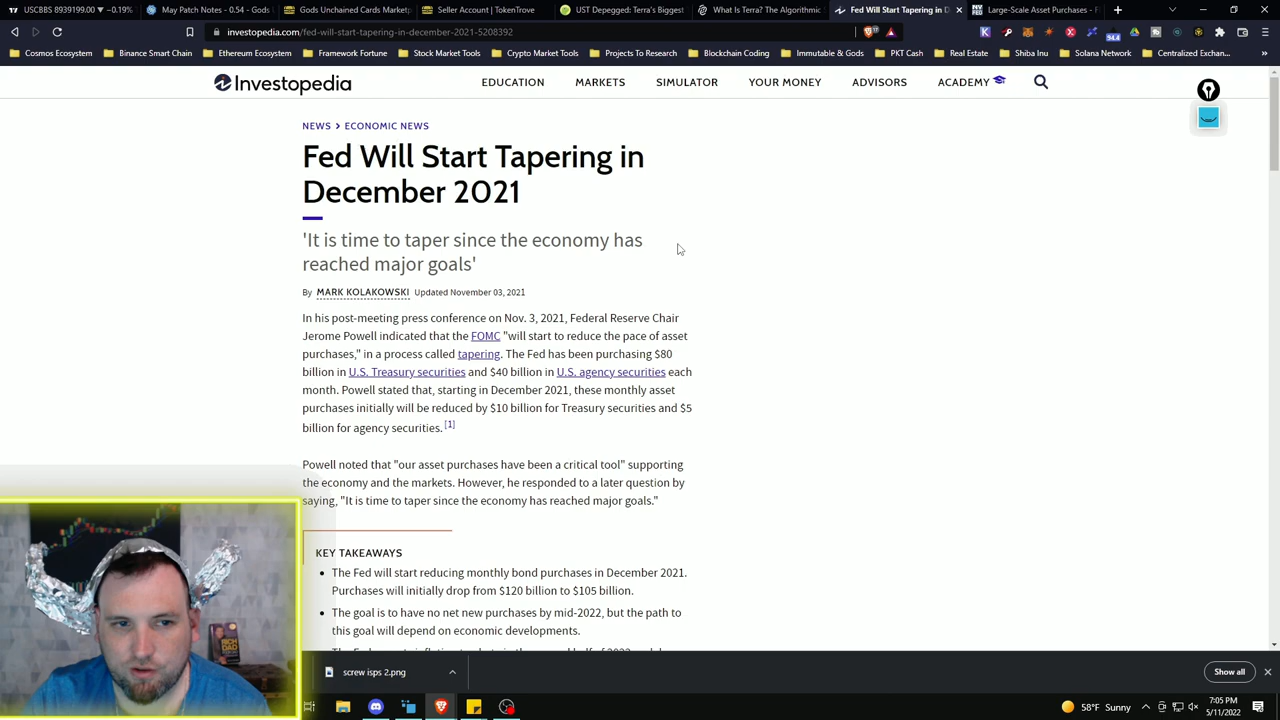 USCBBS 8939199.00 ▼ −0.19%
May Patch Notes - 0.54 - Gods
Gods Unchained Cards Market
Seller Account | TokenTrove
UST Depegged: Terra's Biggest
What Is Terra? The Algorithmic
Fed Will Start Tapering in D
Large-Scale Asset Purchases - F
investopedia.com/fed-will-start-tapering-in-december-2021-5208392
Cosmos Ecosystem
Binance Smart Chain
Ethereum Ecosystem
Framework Fortune
Stock Market Tools
Crypto Market Tools
Projects To Research
Blockchain Coding
Immutable & Gods
PKT Cash
Real Estate
Shiba Inu
Solana Network
Centralized Exchan...
Investopedia
EDUCATION
MARKETS
SIMULATOR
YOUR MONEY
ADVISORS
ACADEMY
NEWS > ECONOMIC NEWS
Fed Will Start Tapering in
December 2021
'It is time to taper since the economy has
reached major goals'
By MARK KOLAKOWSKI Updated November 03, 2021
In his post-meeting press conference on Nov. 3, 2021, Federal Reserve Chair
Jerome Powell indicated that the FOMC "will start to reduce the pace of asset
purchases," in a process called tapering. The Fed has been purchasing $80
billion in U.S. Treasury securities and $40 billion in U.S. agency securities each
month. Powell stated that, starting in December 2021, these monthly asset
purchases initially will be reduced by $10 billion for Treasury securities and $5
billion for agency securities. [1]
Powell noted that "our asset purchases have been a critical tool" supporting
the economy and the markets. However, he responded to a later question by
saying, "It is time to taper since the economy has reached major goals."
KEY TAKEAWAYS
The Fed will start reducing monthly bond purchases in December 2021.
Purchases will initially drop from $120 billion to $105 billion.
The goal is to have no net new purchases by mid-2022, but the path to
this goal will depend on economic developments.
RICH
DAD
screw isps 2.png
Show all
58°F Sunny
7:05 PM
5/11/2022